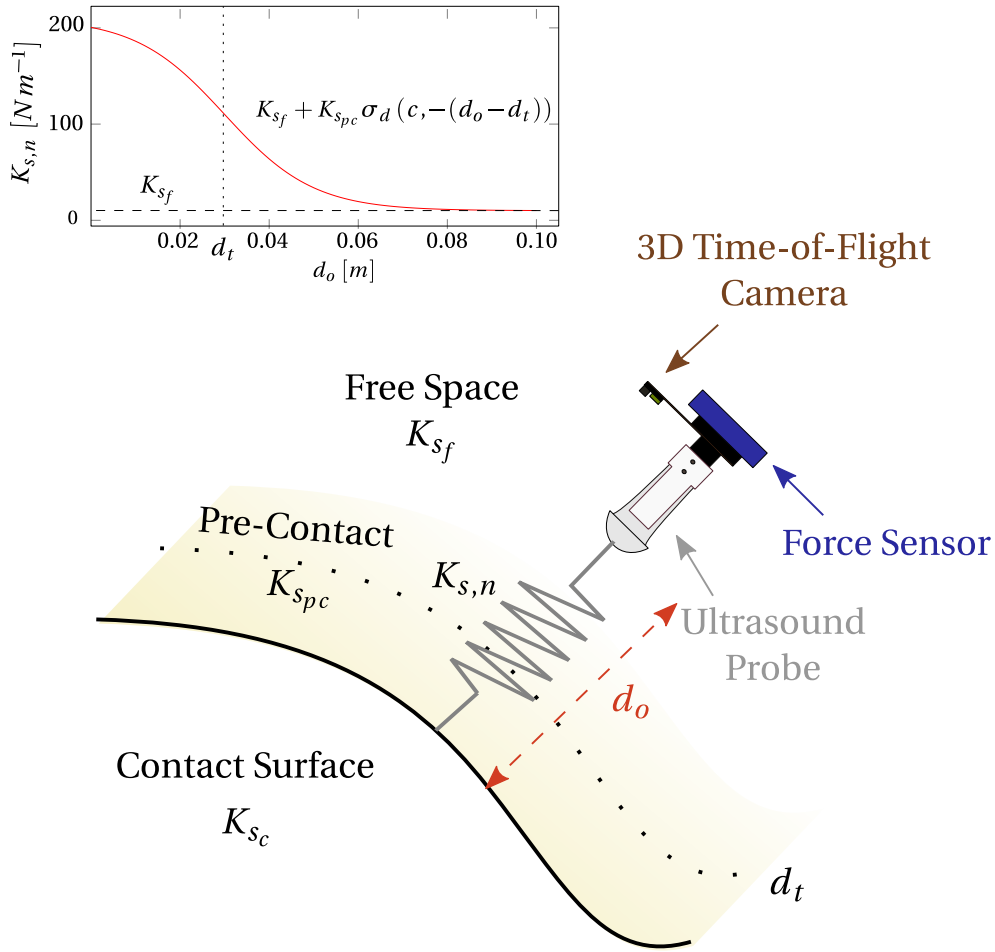 200
100
0
K_{s,n} [N m^{-1}]
K_{s_f} + K_{s_{pc}} σ_d (c, -(d_o - d_t))
K_{s_f}
0.02
0.04
0.06
0.08
0.10
d_t
d_o [m]
3D Time-of-Flight
Camera
Free Space
K_{s_f}
Force Sensor
Pre-Contact
K_{s_{pc}}
K_{s,n}
Ultrasound
Probe
d_o
Contact Surface
K_{s_c}
d_t